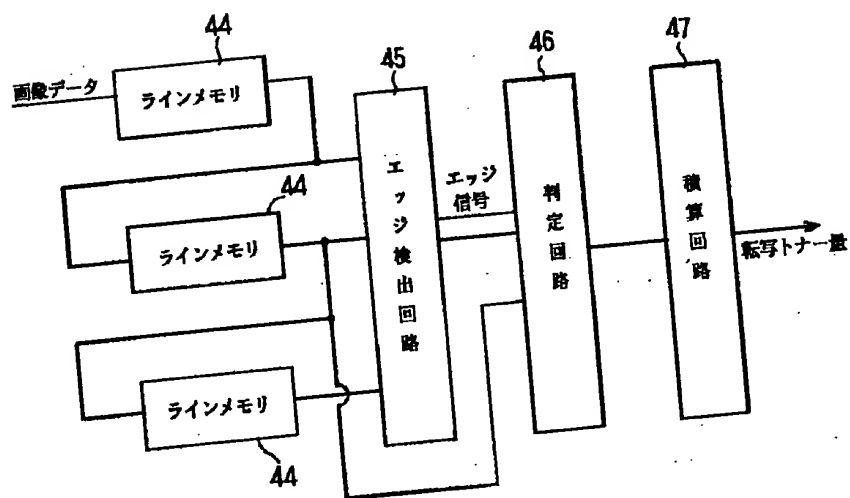 44
45
46
47
画像データ
ラインメモリ
44
ラインメモリ
ラインメモリ
44
エッジ検出回路
エッジ
信号
判定回路
積算回路
転写トナー量